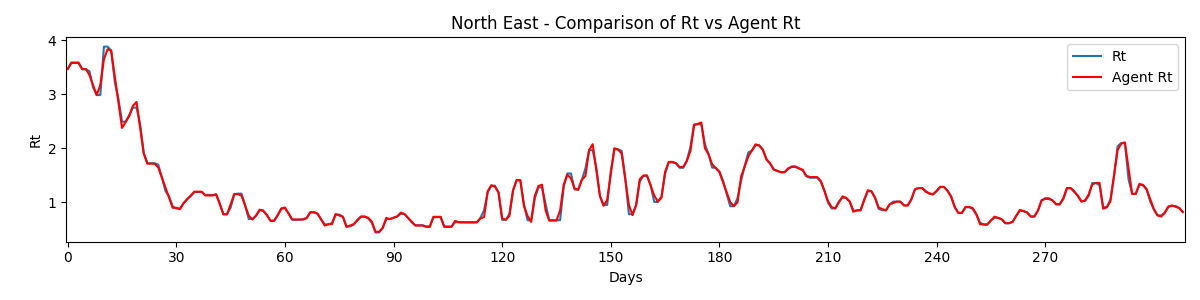 North East - Comparison of Rt vs Agent Rt
Rt
Agent Rt
4
3
2
1
Rt
0 30 60 90 120 150 180 210 240 270
Days